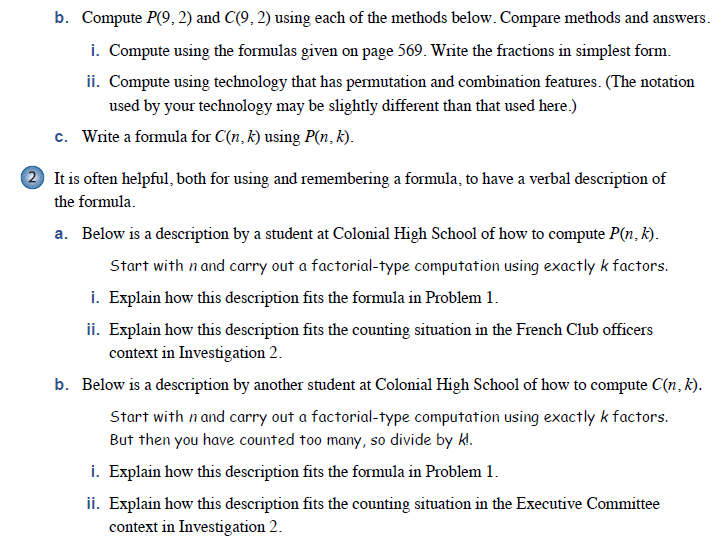 b. Compute P(9, 2) and C(9, 2) using each of the methods below. Compare methods and answers.
i. Compute using the formulas given on page 569. Write the fractions in simplest form.
ii. Compute using technology that has permutation and combination features. (The notation
used by your technology may be slightly different than that used here.)
c. Write a formula for C(n, k) using P(n, k).
2 It is often helpful, both for using and remembering a formula, to have a verbal description of
the formula.
a. Below is a description by a student at Colonial High School of how to compute P(n, k).
Start with n and carry out a factorial-type computation using exactly k factors.
i. Explain how this description fits the formula in Problem 1.
ii. Explain how this description fits the counting situation in the French Club officers
context in Investigation 2.
b. Below is a description by another student at Colonial High School of how to compute C(n, k).
Start with n and carry out a factorial-type computation using exactly k factors.
But then you have counted too many, so divide by k!.
i. Explain how this description fits the formula in Problem 1.
ii. Explain how this description fits the counting situation in the Executive Committee
context in Investigation 2.